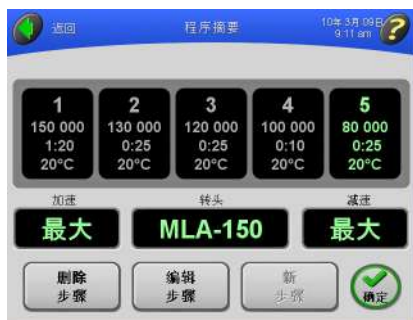 返回
程序摘要
10年 3月 09日
9:11 am
?
1 2 3 4 5
150 000 130 000 120 000 100 000 80 000
1:20 0:25 0:25 0:10 0:25
20°C 20°C 20°C 20°C 20°C
加速 转头 减速
最大 MLA-150 最大
删除 编辑 新
步骤 步骤 步骤
确定